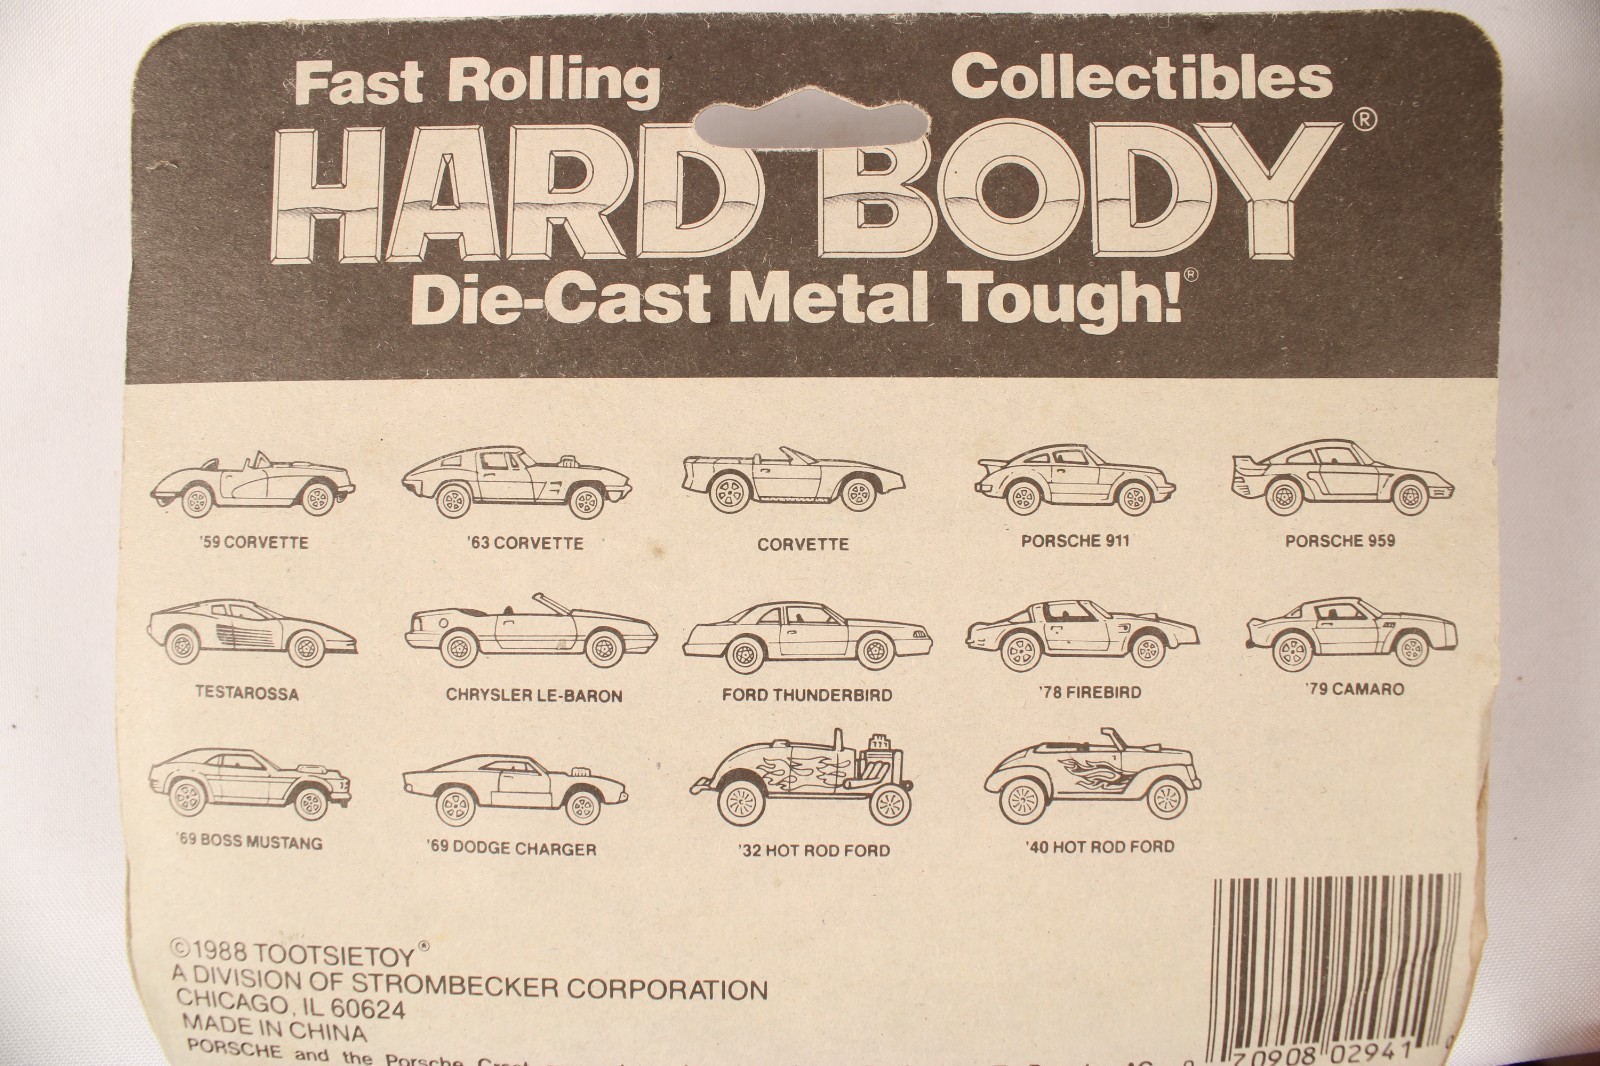 Fast Rolling Collectibles
HARD BODY®
Die-Cast Metal Tough!®
'59 CORVETTE '63 CORVETTE CORVETTE PORSCHE 911 PORSCHE 959
TESTAROSSA CHRYSLER LE-BARON FORD THUNDERBIRD '78 FIREBIRD '79 CAMARO
'69 BOSS MUSTANG '69 DODGE CHARGER '32 HOT ROD FORD '40 HOT ROD FORD
©1988 TOOTSIETOY®
A DIVISION OF STROMBECKER CORPORATION
CHICAGO, IL 60624
MADE IN CHINA
PORSCHE and the Porsche
0 70908 02941 0